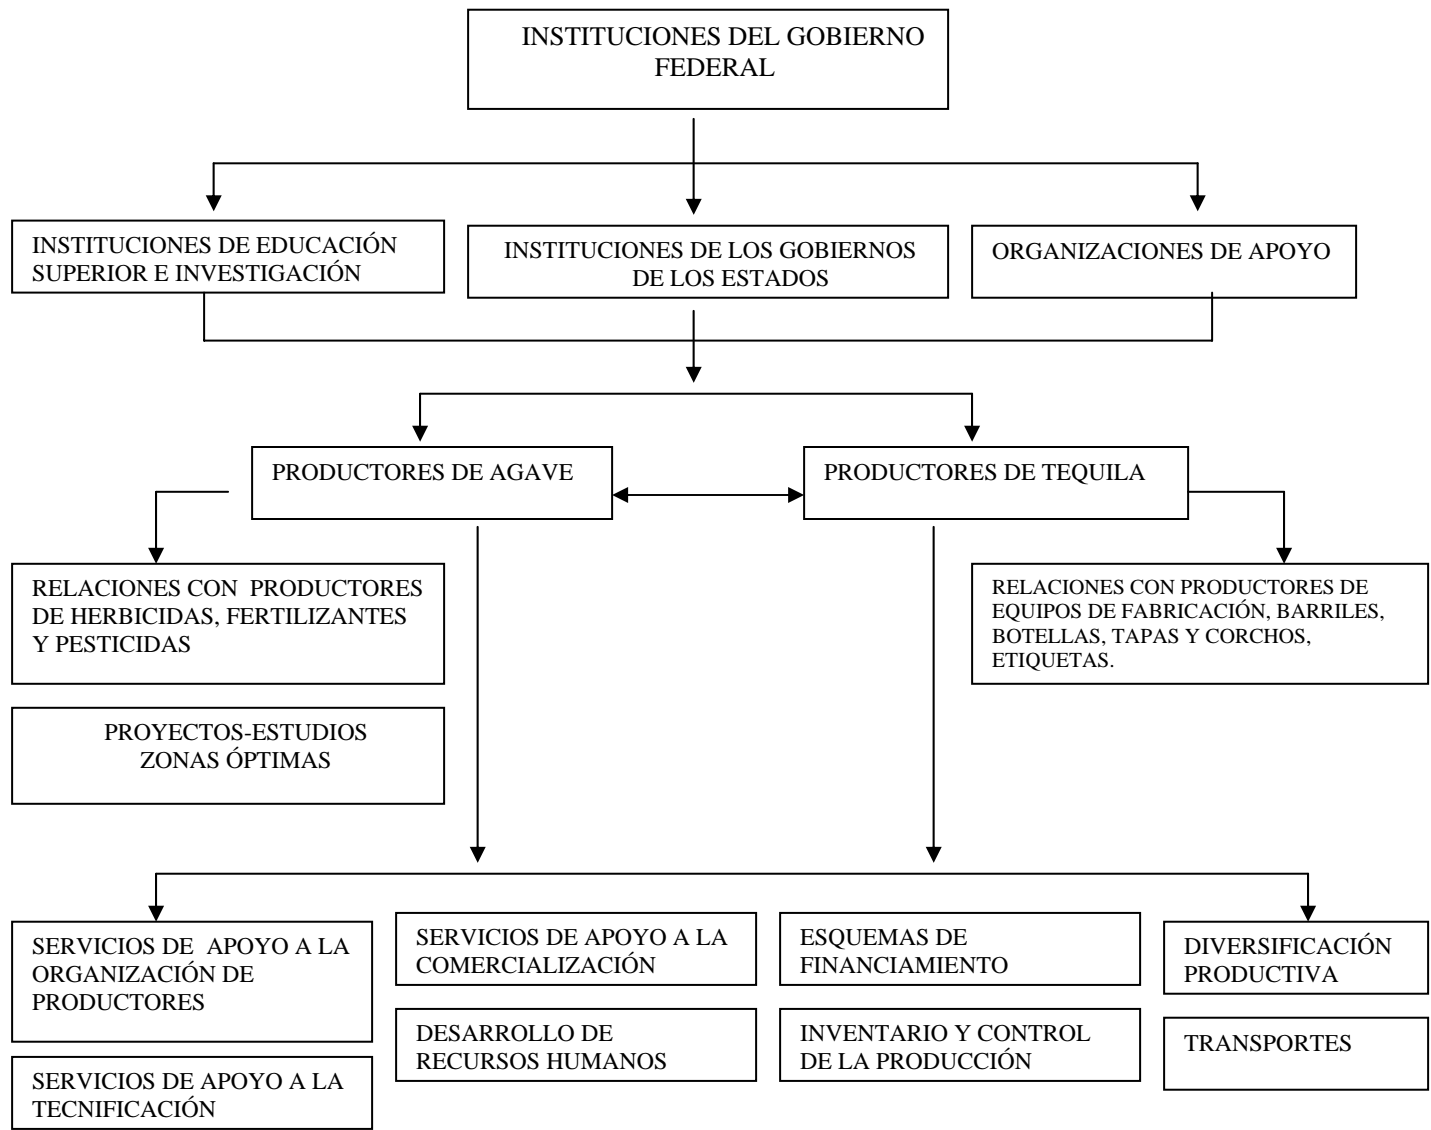 INSTITUCIONES DEL GOBIERNO
FEDERAL
INSTITUCIONES DE EDUCACIÓN
SUPERIOR E INVESTIGACIÓN
INSTITUCIONES DE LOS GOBIERNOS
DE LOS ESTADOS
ORGANIZACIONES DE APOYO
PRODUCTORES DE AGAVE
PRODUCTORES DE TEQUILA
RELACIONES CON PRODUCTORES
DE HERBICIDAS, FERTILIZANTES
Y PESTICIDAS
RELACIONES CON PRODUCTORES DE
EQUIPOS DE FABRICACIÓN, BARRILES,
BOTELLAS, TAPAS Y CORCHOS,
ETIQUETAS.
PROYECTOS-ESTUDIOS
ZONAS ÓPTIMAS
SERVICIOS DE APOYO A LA
ORGANIZACIÓN DE
PRODUCTORES
SERVICIOS DE APOYO A LA
COMERCIALIZACIÓN
ESQUEMAS DE
FINANCIAMIENTO
DIVERSIFICACIÓN
PRODUCTIVA
SERVICIOS DE APOYO A LA
TECNIFICACIÓN
DESARROLLO DE
RECURSOS HUMANOS
INVENTARIO Y CONTROL
DE LA PRODUCCIÓN
TRANSPORTES